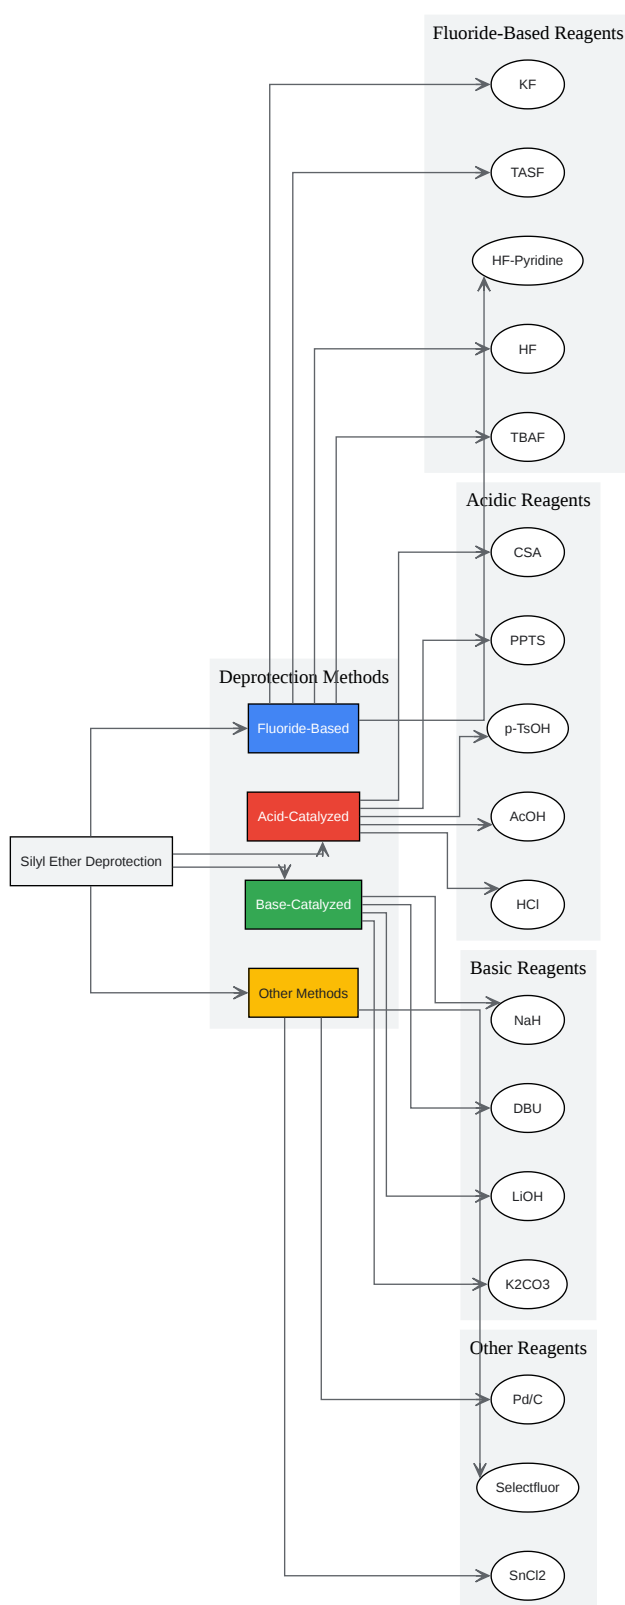 Fluoride-Based Reagents
KF
TASF
HF-Pyridine
HF
TBAF
Acidic Reagents
CSA
PPTS
p-TsOH
AcOH
HCl
Deprotection Methods
Fluoride-Based
Acid-Catalyzed
Base-Catalyzed
Other Methods
Silyl Ether Deprotection
Basic Reagents
NaH
DBU
LiOH
K2CO3
Other Reagents
Pd/C
Selectfluor
SnCl2